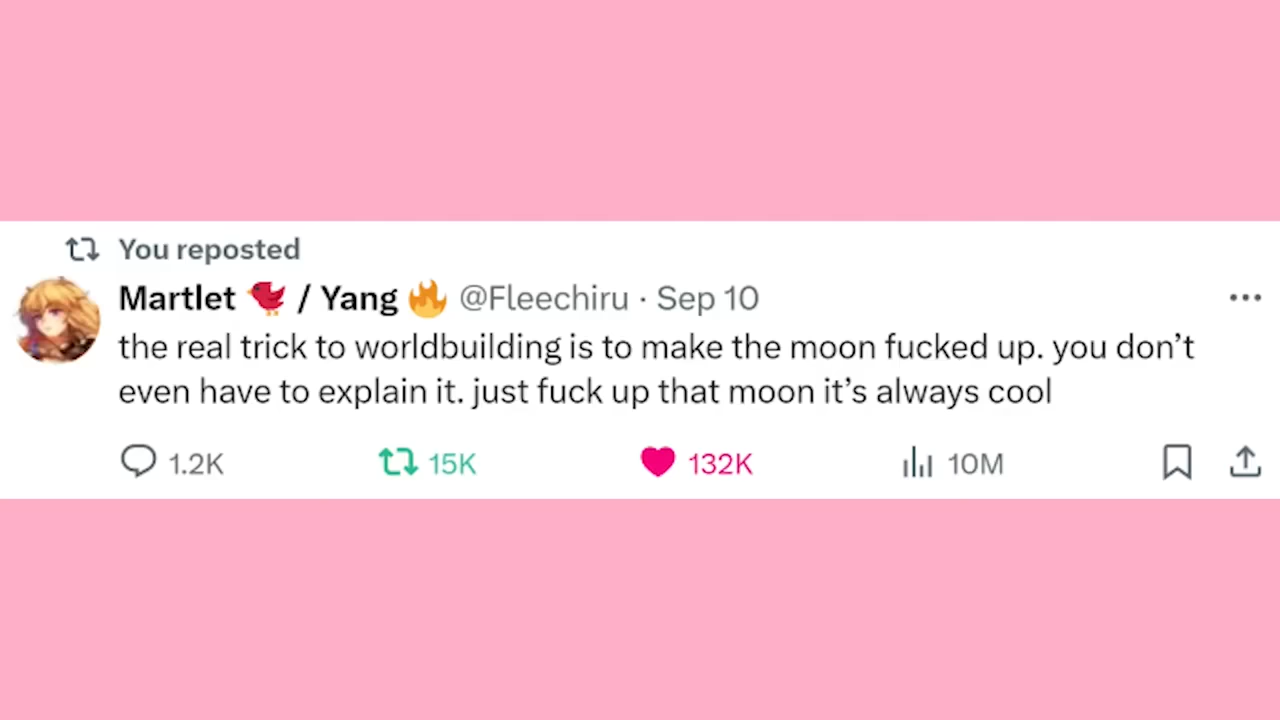 You reposted
Martlet 🐦 / Yang 🔥 @Fleechiru · Sep 10
the real trick to worldbuilding is to make the moon fucked up. you don’t
even have to explain it. just fuck up that moon it’s always cool
1.2K 15K 132K 10M